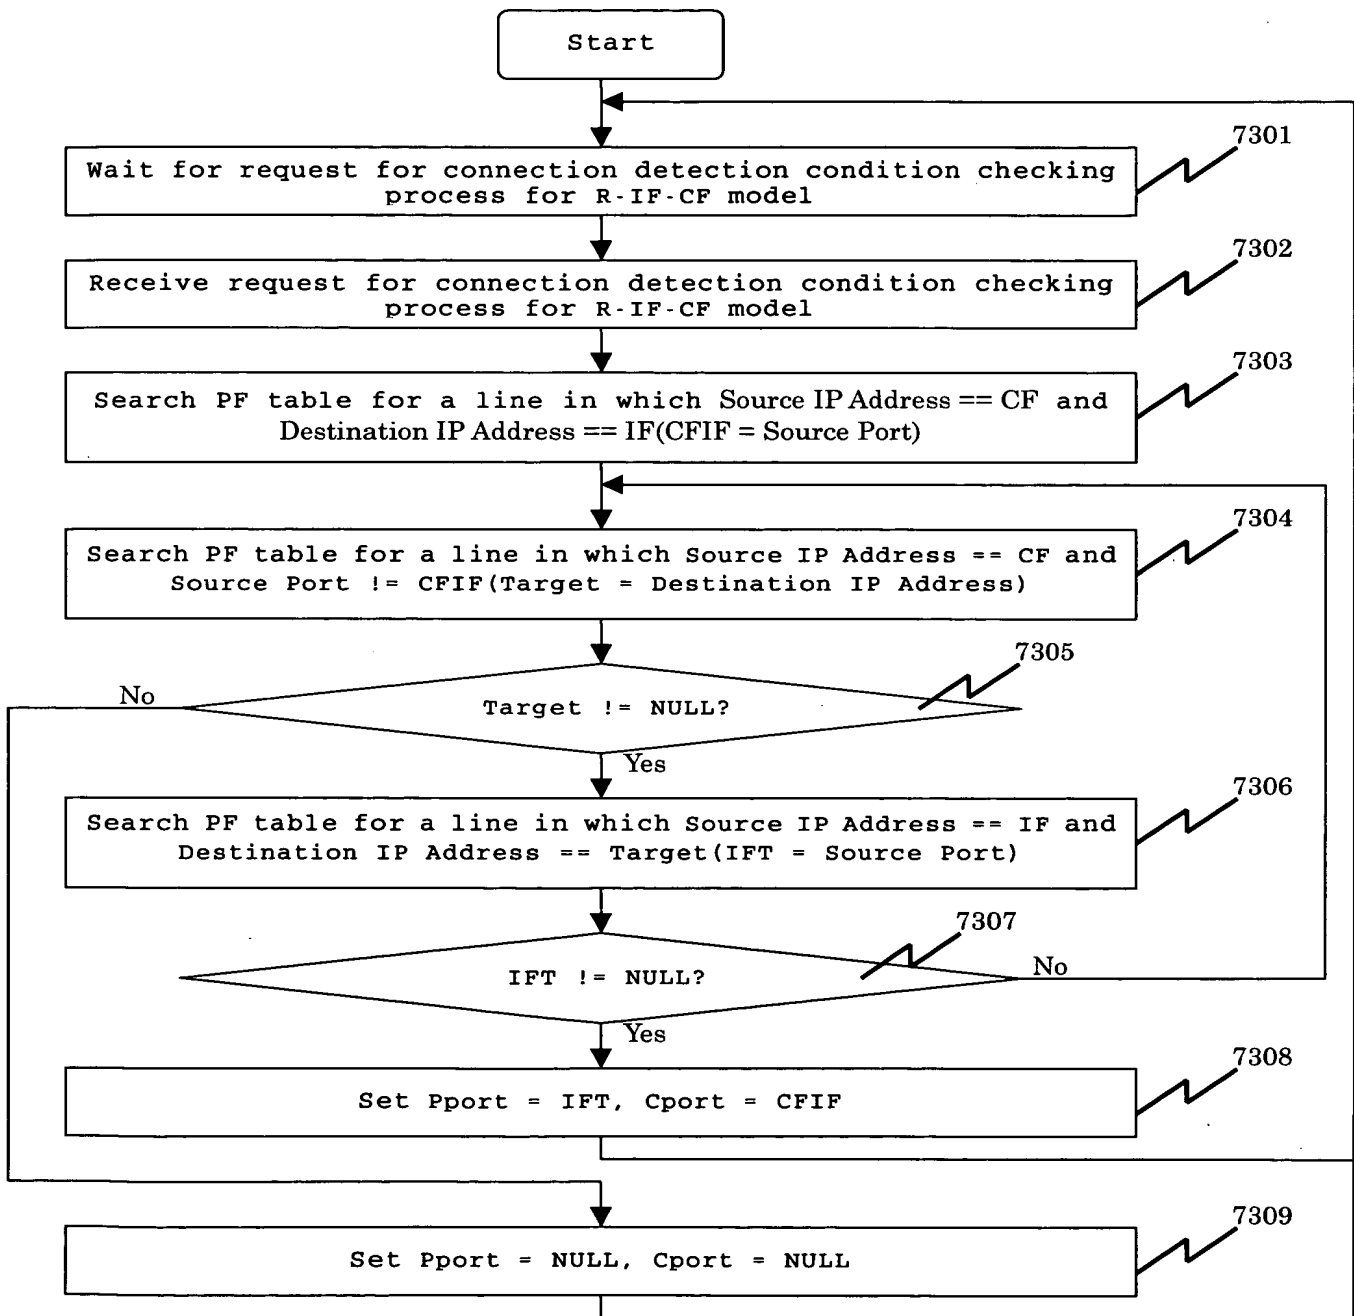 Start
7301
Wait for request for connection detection condition checking
process for R-IF-CF model
7302
Receive request for connection detection condition checking
process for R-IF-CF model
7303
Search PF table for a line in which Source IP Address == CF and
Destination IP Address == IF(CFIF = Source Port)
7304
Search PF table for a line in which Source IP Address == CF and
Source Port != CFIF(Target = Destination IP Address)
7305
No
Target != NULL?
Yes
7306
Search PF table for a line in which Source IP Address == IF and
Destination IP Address == Target(IFT = Source Port)
7307
IFT != NULL?
No
Yes
7308
Set Pport = IFT, Cport = CFIF
7309
Set Pport = NULL, Cport = NULL